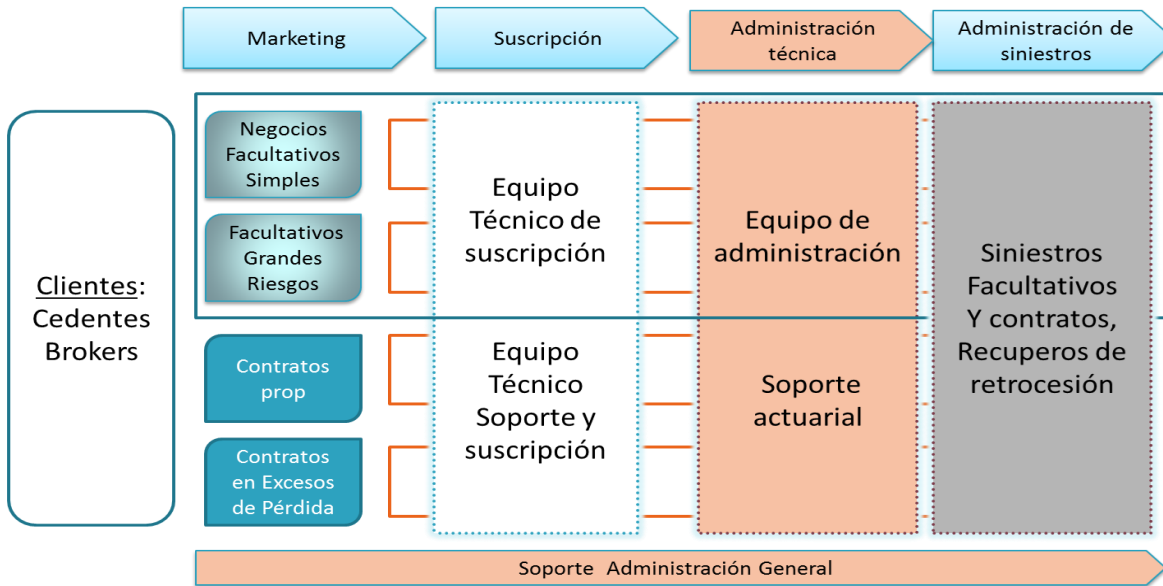 Marketing
Suscripción
Administración
técnica
Administración de
siniestros
Clientes:
Cedentes
Brokers
Negocios
Facultativos
Simples
Facultativos
Grandes
Riesgos
Contratos
prop
Contratos
en Excesos
de Pérdida
Equipo
Técnico de
suscripción
Equipo
Técnico
Soporte y
suscripción
Equipo de
administración
Soporte
actuarial
Siniestros
Facultativos
Y contratos,
Recuperos de
retrocesión
Soporte Administración General